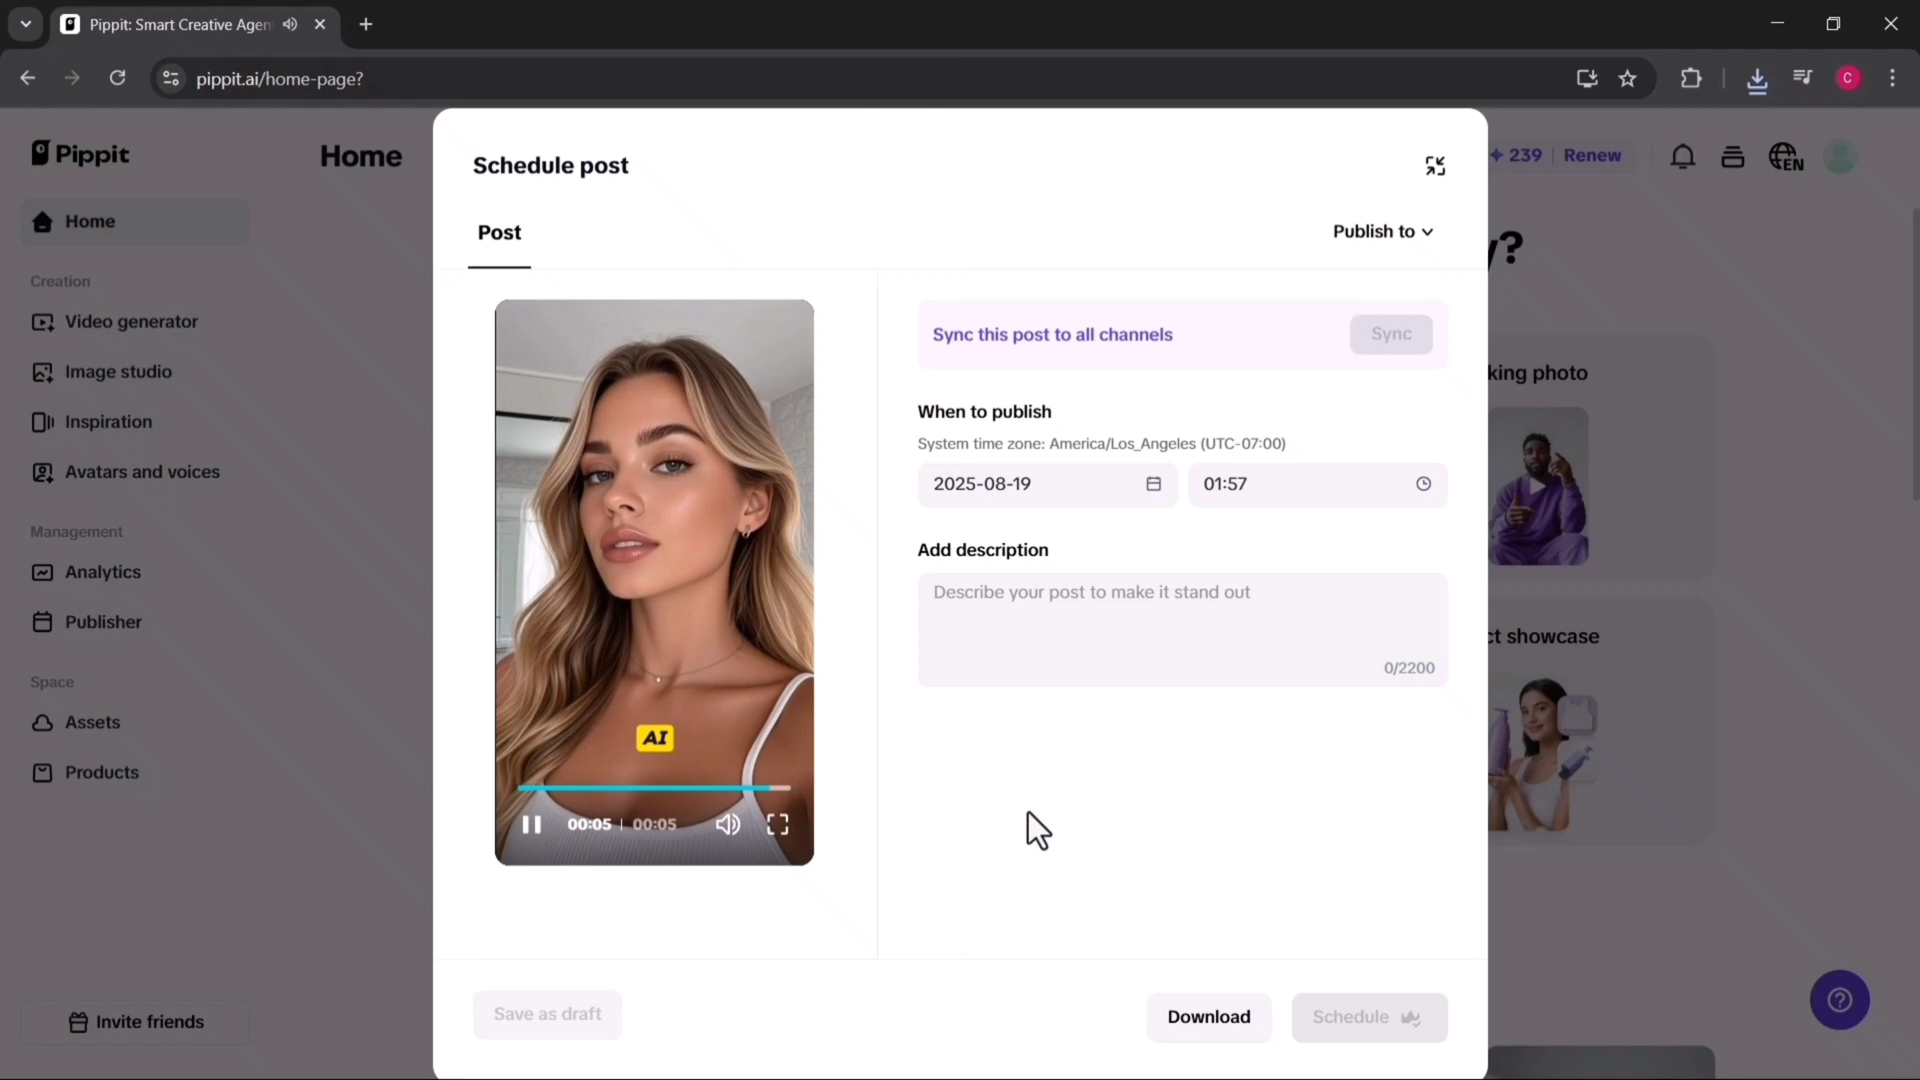 Pippit: Smart Creative Agen
pippit.ai/home-page?
C
Pippit
Home
239
Renew
EN
Home
Creation
Video generator
Image studio
Inspiration
Avatars and voices
Management
Analytics
Publisher
Space
Assets
Products
Invite friends
Schedule post
Post
Publish to
AI
00:05 | 00:05
Sync this post to all channels
Sync
When to publish
System time zone: America/Los_Angeles (UTC-07:00)
2025-08-19
01:57
Add description
Describe your post to make it stand out
0/2200
Save as draft
Download
Schedule
y?
king photo
ct showcase